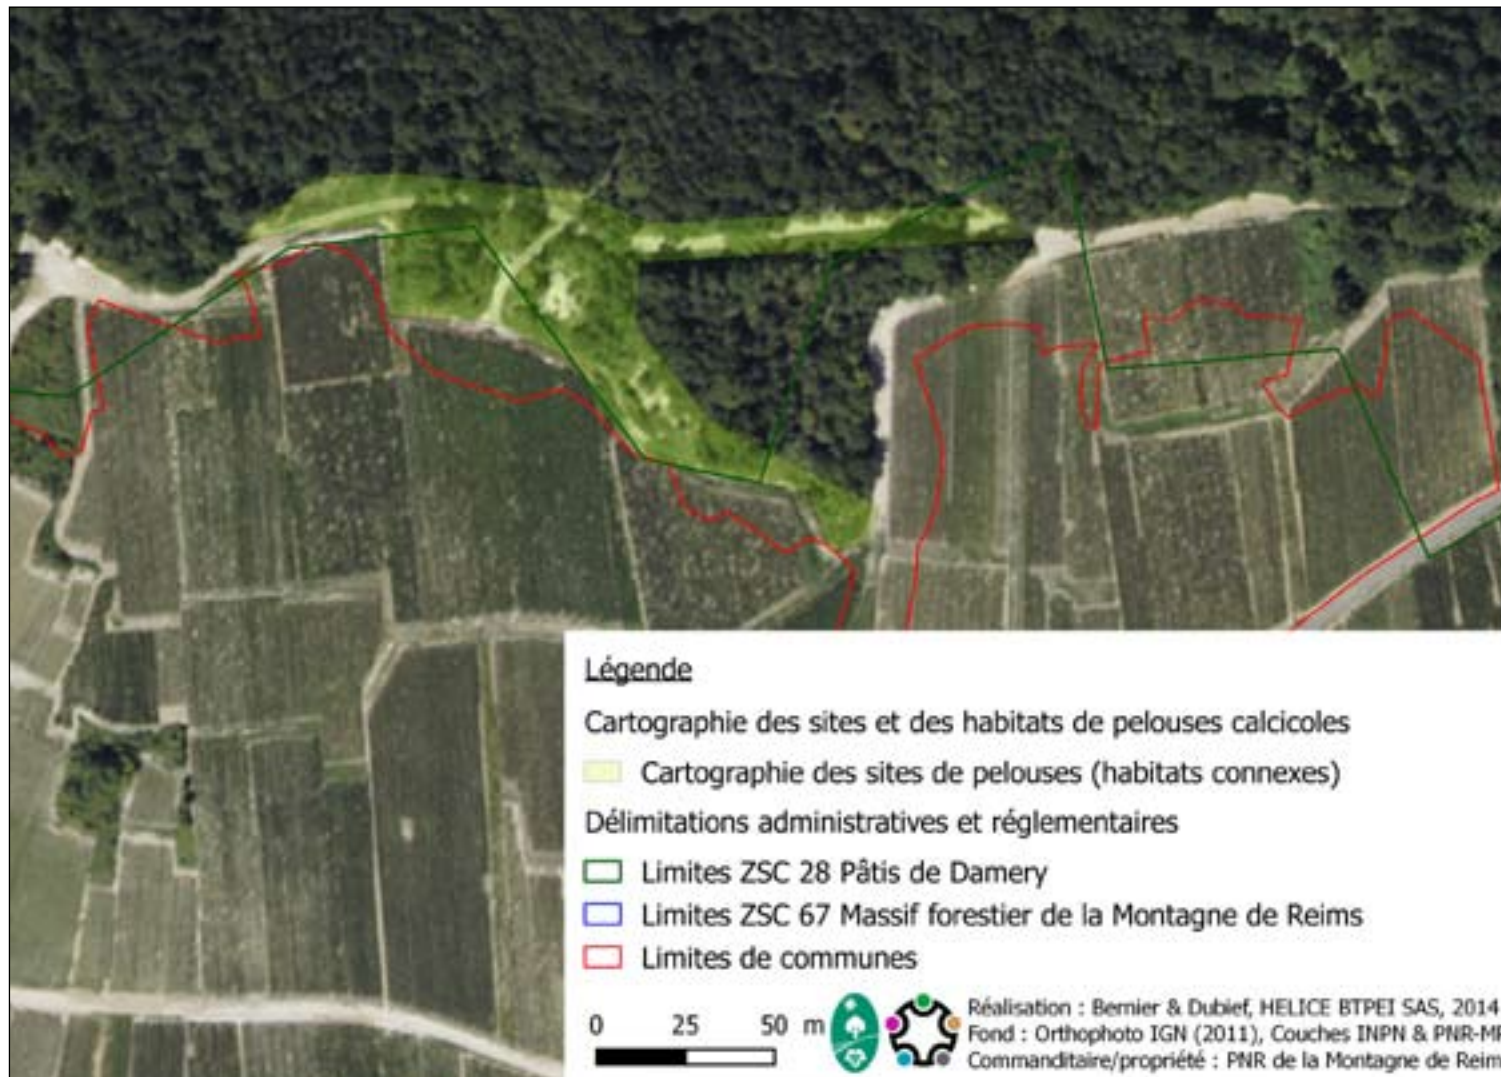 Légende
Cartographie des sites et des habitats de pelouses calcicoles
Cartographie des sites de pelouses (habitats connexes)
Délimitations administratives et réglementaires
Limites ZSC 28 Pâtis de Damery
Limites ZSC 67 Massif forestier de la Montagne de Reims
Limites de communes
0 25 50 m
Réalisation : Bernier & Dubief, HELICE BTPEI SAS, 2014
Fond : Orthophoto IGN (2011), Couches INPN & PNR-MR
Commanditaire/propriété : PNR de la Montagne de Reim